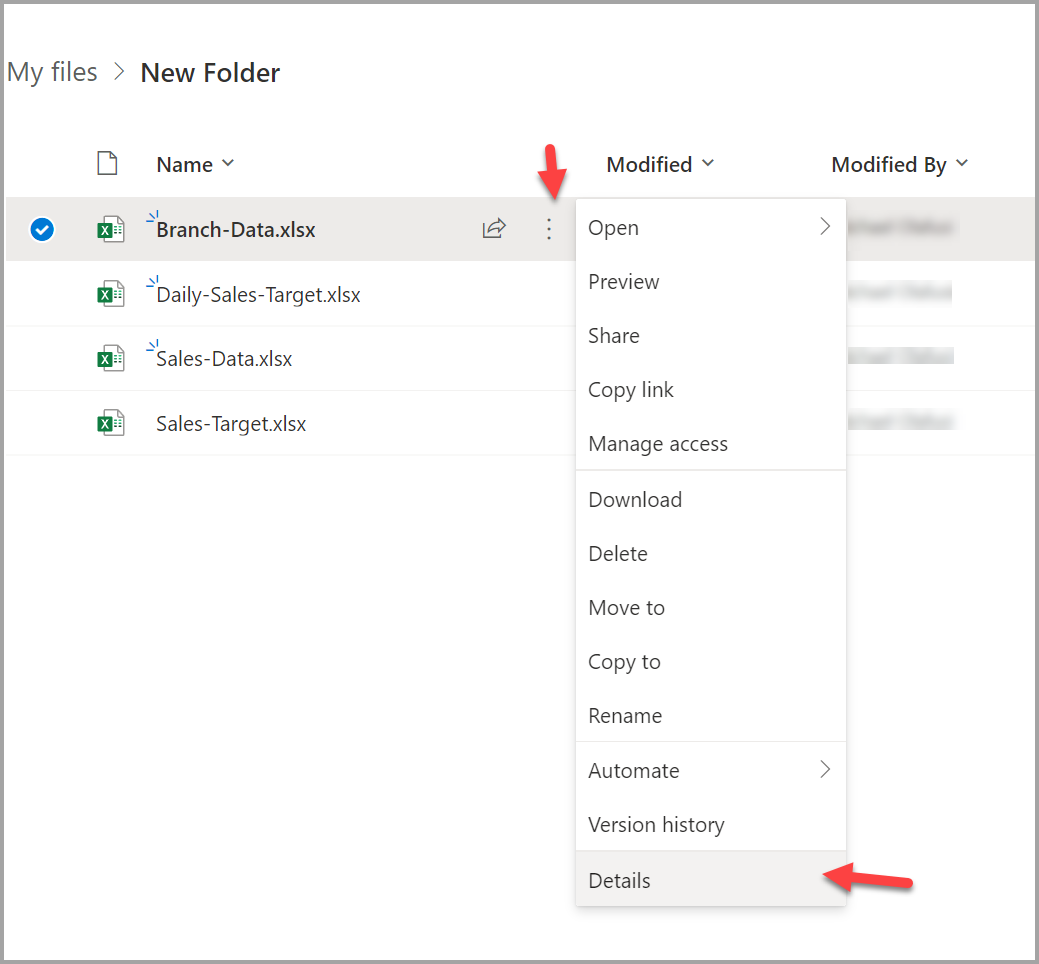 My files > New Folder
Name Modified Modified By
Branch-Data.xlsx Open
Daily-Sales-Target.xlsx Preview
Sales-Data.xlsx Share
Sales-Target.xlsx Copy link
Manage access
Download
Delete
Move to
Copy to
Rename
Automate
Version history
Details